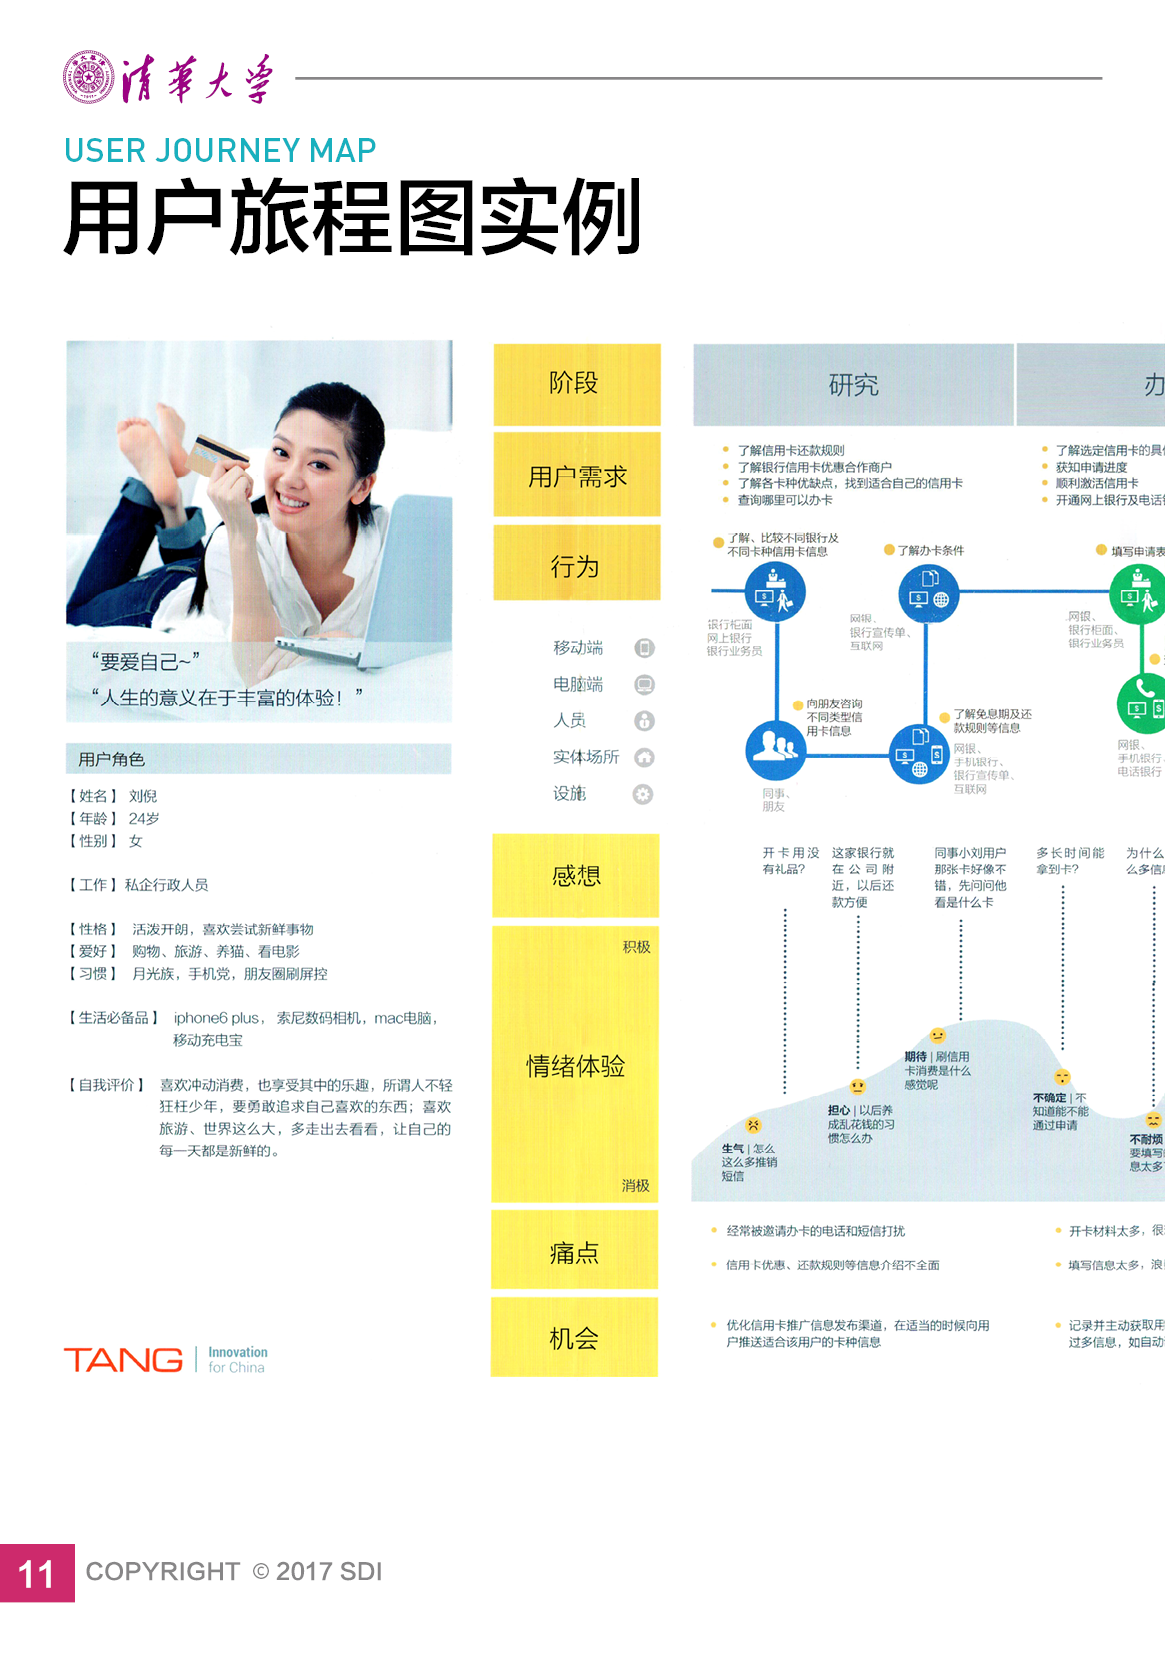 清华大学
USER JOURNEY MAP
用户旅程图实例
“要爱自己~”
“人生的意义在于丰富的体验！”
用户角色
【姓名】 刘倪
【年龄】 24岁
【性别】 女
【工作】 私企行政人员
【性格】 活泼开朗，喜欢尝试新鲜事物
【爱好】 购物、旅游、养猫、看电影
【习惯】 月光族，手机党，朋友圈刷屏控
【生活必备品】 iphone6 plus， 索尼数码相机，mac电脑，
移动充电宝
【自我评价】 喜欢冲动消费，也享受其中的乐趣，所谓人不轻
狂枉少年，要勇敢追求自己喜欢的东西；喜欢
旅游、世界这么大，多走出去看看，让自己的
每一天都是新鲜的。
TANG
Innovation
for China
阶段
研究
办
用户需求
了解信用卡还款规则
了解银行信用卡优惠合作商户
了解各卡种优缺点，找到适合自己的信用卡
查询哪里可以办卡
了解选定信用卡的具
获知申请进度
顺利激活信用卡
开通网上银行及电话
行为
了解、比较不同银行及
不同卡种信用卡信息
银行柜面
网上银行
银行业务员
向朋友咨询
不同类型信
用卡信息
同事、
朋友
了解办卡条件
网银、
银行宣传单、
互联网
了解免息期及还
款规则等信息
网银、
手机银行、
银行宣传单、
互联网
填写申请表
网银、
银行柜面、
银行业务员
网银、
手机银行、
电话银行
移动端
电脑端
人员
实体场所
设施
感想
开卡用没
有礼品？
这家银行就
在公司附
近，以后还
款方便
同事小刘用户
那张卡好像不
错，先问问他
看是什么卡
多长时间能
拿到卡？
为什么
么多信
情绪体验
积极
消极
生气 | 怎么
这么多推销
短信
担心 | 以后养
成乱花钱的习
惯怎么办
期待 | 刷信用
卡消费是什么
感觉呢
不确定 | 不
知道能不能
通过申请
不耐烦
要填写
息太多
痛点
经常被邀请办卡的电话和短信打扰
信用卡优惠、还款规则等信息介绍不全面
开卡材料太多，很
填写信息太多，浪
机会
优化信用卡推广信息发布渠道，在适当的时候向用
户推送适合该用户的卡种信息
记录并主动获取用
过多信息，如自动
11
COPYRIGHT © 2017 SDI